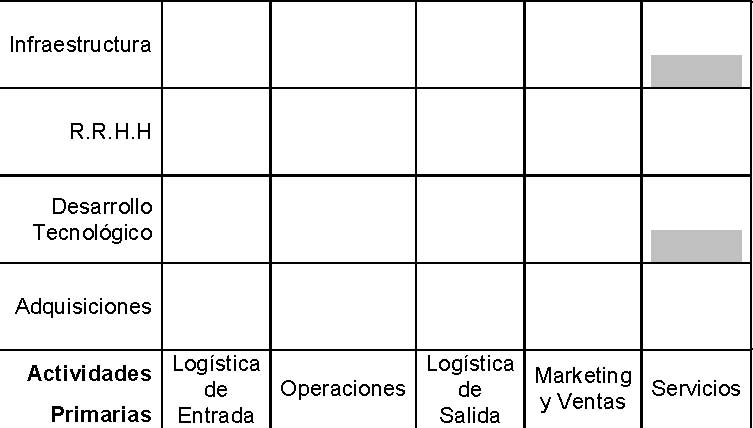 Infraestructura
R.R.H.H
Desarrollo
Tecnológico
Adquisiciones
Actividades
Primarias
Logística
de
Entrada
Operaciones
Logística
de
Salida
Marketing
y Ventas
Servicios